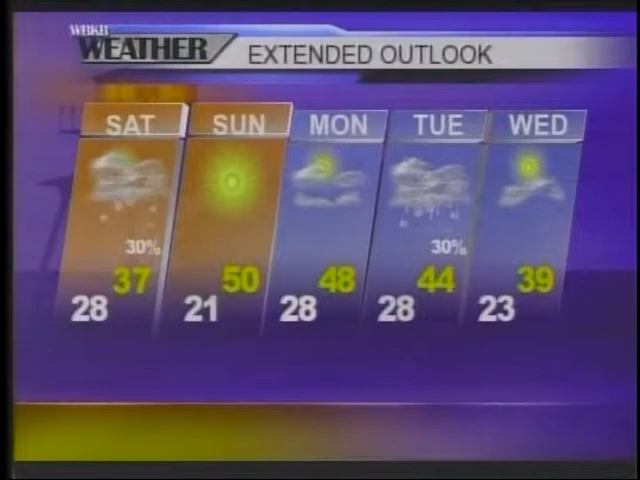 WBKB
WEATHER
EXTENDED OUTLOOK
SAT SUN MON TUE WED
30% 30%
37 50 48 44 39
28 21 28 28 23